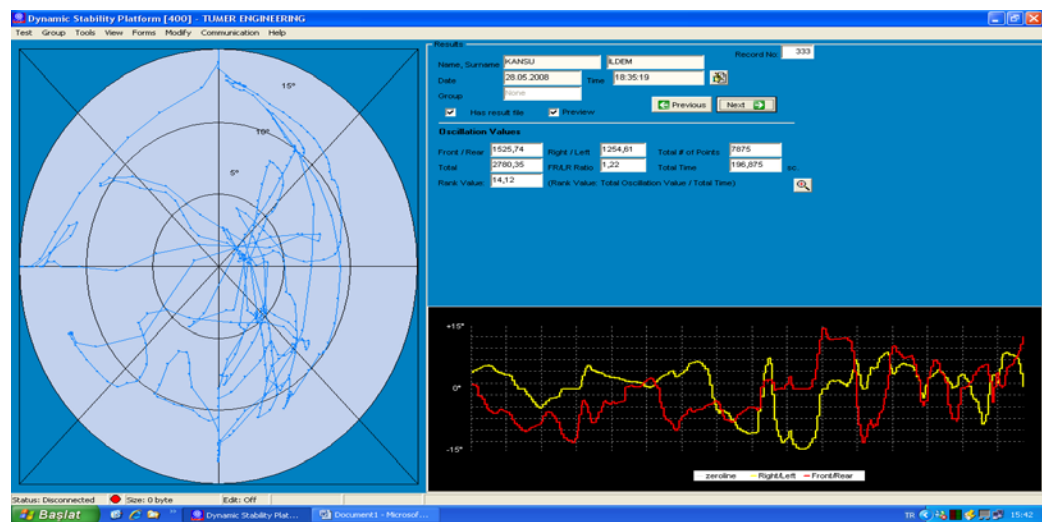 Dynamic Stability Platform [400] - TUMER ENGINEERING
Test Group Tools View Forms Modify Communication Help
15°
10°
5°
Results
Record No: 333
Name, Surname KANSU İLDEM
Date 28.05.2008 Time 18:35:19
Group None
Previous Next
Has result file Preview
Oscillation Values
Front / Rear 1525,74 Right / Left 1254,61 Total # of Points 7875
Total 2780,35 FR/LR Ratio 1,22 Total Time 196,875 sc.
Rank Value: 14,12 (Rank Value: Total Oscillation Value / Total Time)
+15°
0°
-15°
zeroline Right/Left Front/Rear
Status: Disconnected Size: 0 byte Edit: Off
Başlat Dynamic Stability Plat... Document1 - Microsof... TR 15:42